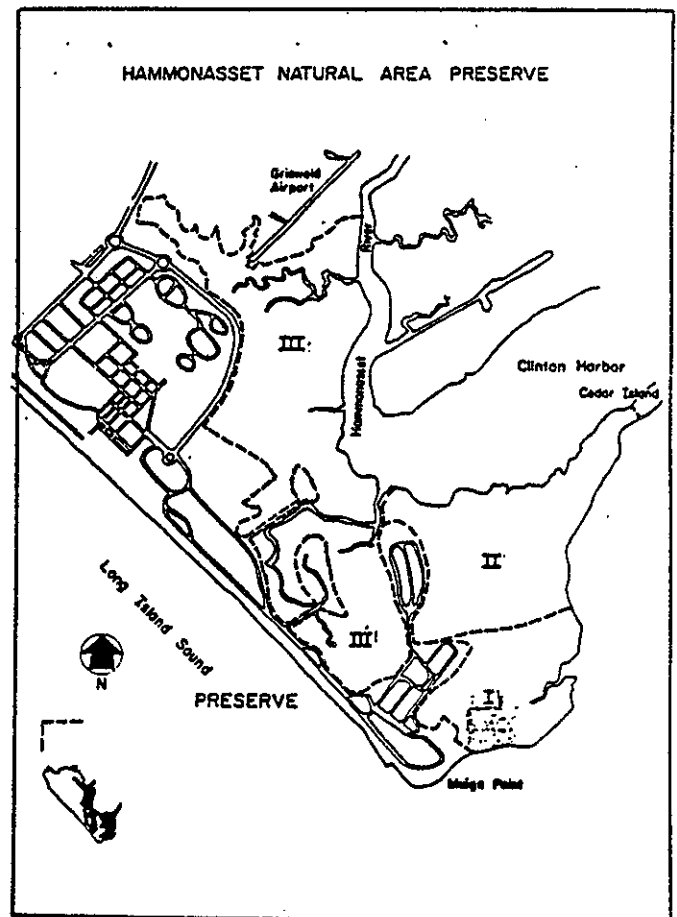 HAMMONASSET NATURAL AREA PRESERVE
Griswold
Airport
River
III
Hammonasset
Clinton Harbor
Cedar Island
II
Long Island Sound
III
I
N
PRESERVE
Meigs Point